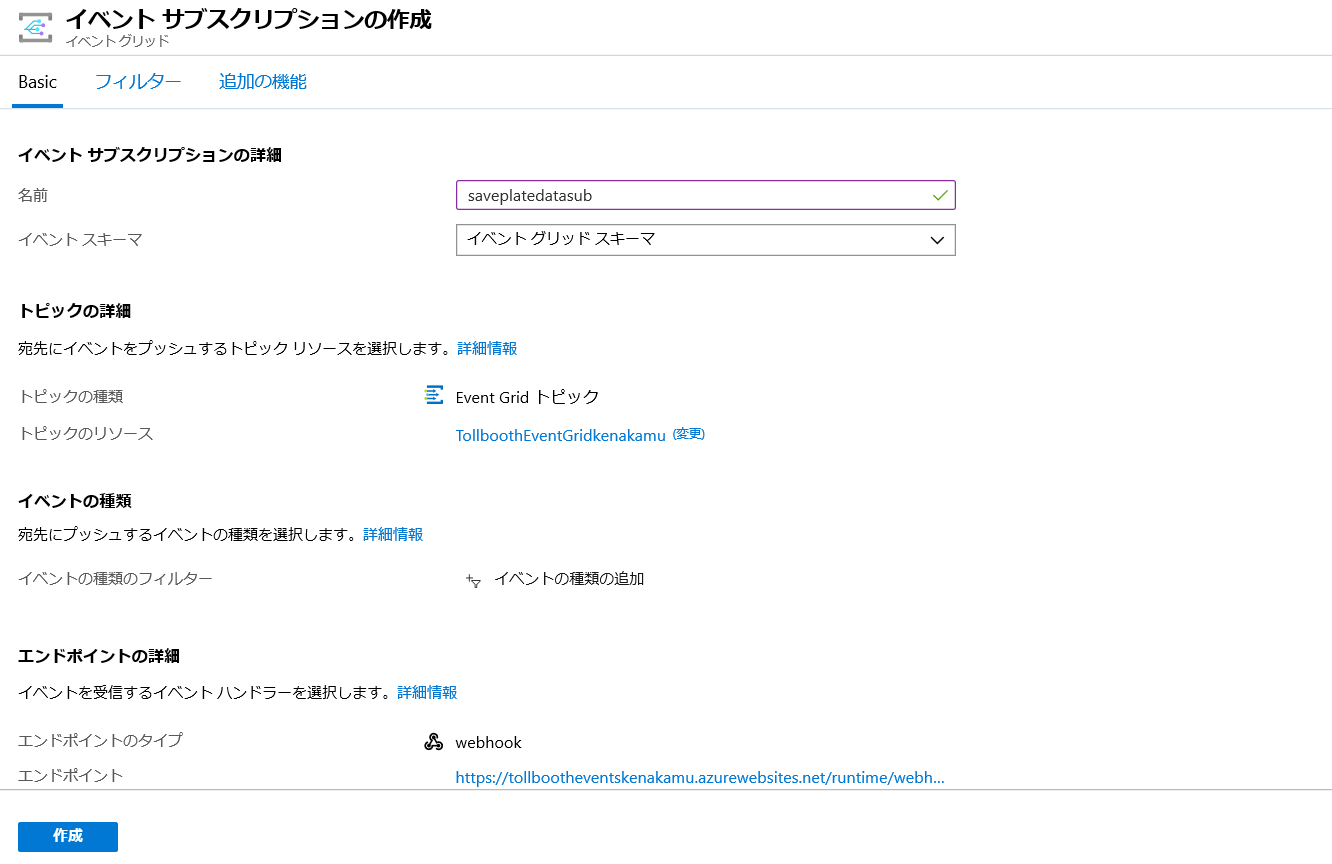 イベント サブスクリプションの作成
イベント グリッド
Basic フィルター 追加の機能
イベント サブスクリプションの詳細
名前 saveplatedatasub
イベント スキーマ イベント グリッド スキーマ
トピックの詳細
宛先にイベントをプッシュするトピック リソースを選択します。詳細情報
トピックの種類 Event Grid トピック
トピックのリソース TollboothEventGridkenakamu (変更)
イベントの種類
宛先にプッシュするイベントの種類を選択します。詳細情報
イベントの種類のフィルター イベントの種類の追加
エンドポイントの詳細
イベントを受信するイベント ハンドラーを選択します。詳細情報
エンドポイントのタイプ webhook
エンドポイント https://tollbootheventskenakamu.azurewebsites.net/runtime/webh...
作成